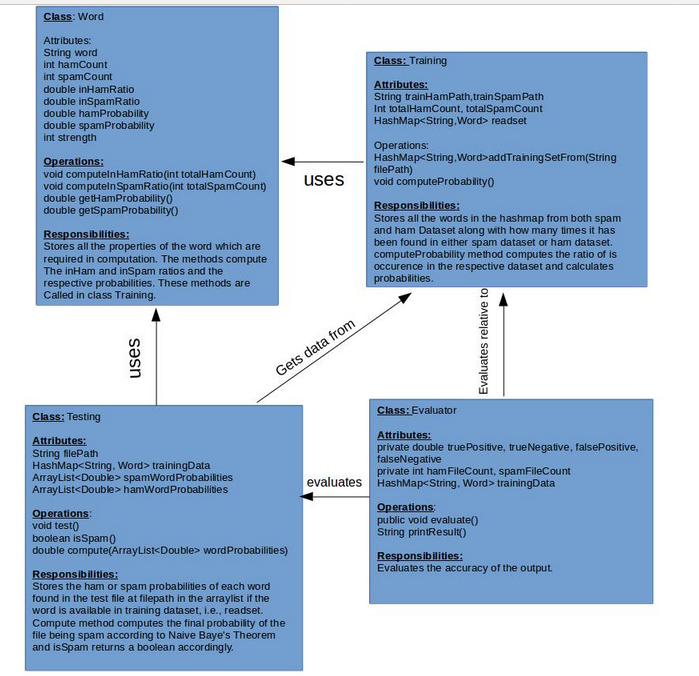 Class: Word
Attributes:
String word
int hamCount
int spamCount
double inHamRatio
double inSpamRatio
double hamProbability
double spamProbability
int strength
Operations:
void computeInHamRatio(int totalHamCount)
void computeInSpamRatio(int totalSpamCount)
double getHamProbability()
double getSpamProbability()
Responsibilities:
Stores all the properties of the word which are
required in computation. The methods compute
The inHam and inSpam ratios and the
respective probabilities. These methods are
Called in class Training.
uses
Class: Training
Attributes:
String trainHamPath,trainSpamPath
Int totalHamCount, totalSpamCount
HashMap<String,Word> readset
Operations:
HashMap<String,Word>addTrainingSetFrom(String
filePath)
void computeProbability()
Responsibilities:
Stores all the words in the hashmap from both spam
and ham Dataset along with how many times it has
been found in either spam dataset or ham dataset.
computeProbability method computes the ratio of is
occurence in the respective dataset and calculates
probabilities.
uses
Gets data from
Evaluates relative to
Class: Testing
Attributes:
String filePath
HashMap<String, Word> trainingData
ArrayList<Double> spamWordProbabilities
ArrayList<Double> hamWordProbabilities
Operations:
void test()
boolean isSpam()
double compute(ArrayList<Double> wordProbabilities)
Responsibilities:
Stores the ham or spam probabilities of each word
found in the test file at filepath in the arraylist if the
word is available in training dataset, i.e., readset.
Compute method computes the final probability of the
file being spam according to Naive Baye's Theorem
and isSpam returns a boolean accordingly.
evaluates
Class: Evaluator
Attributes:
private double truePositive, trueNegative, falsePositive,
falseNegative
private int hamFileCount, spamFileCount
HashMap<String, Word> trainingData
Operations:
public void evaluate()
String printResult()
Responsibilities:
Evaluates the accuracy of the output.